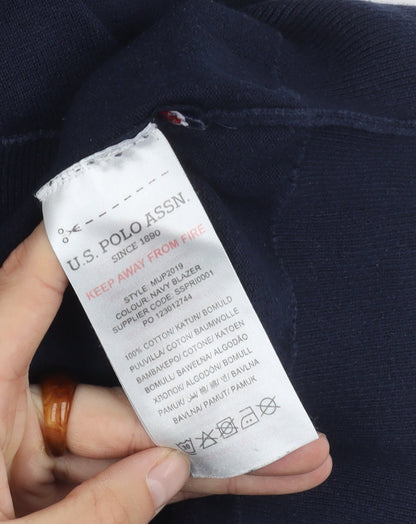 U.S. POLO ASSN.
SINCE 1890
KEEP AWAY FROM FIRE
STYLE: MUP2019
COLOUR: NAVY BLAZER
SUPPLIER CODE: SSPRI0001
PO 123012744
100% COTTON/ KATUN/ BOMULD
PUUVILLA/ COTON/ BAUMWOLLE
BAMBAKEPO/ COTONE/ KATOEN
BOMULL/ BAWEŁNA/ ALGODÃO
ХЛОПОК/ ALGODÓN/ BOMULL
PAMUK/
BAVLNA/ PAMUT/ PAMUK